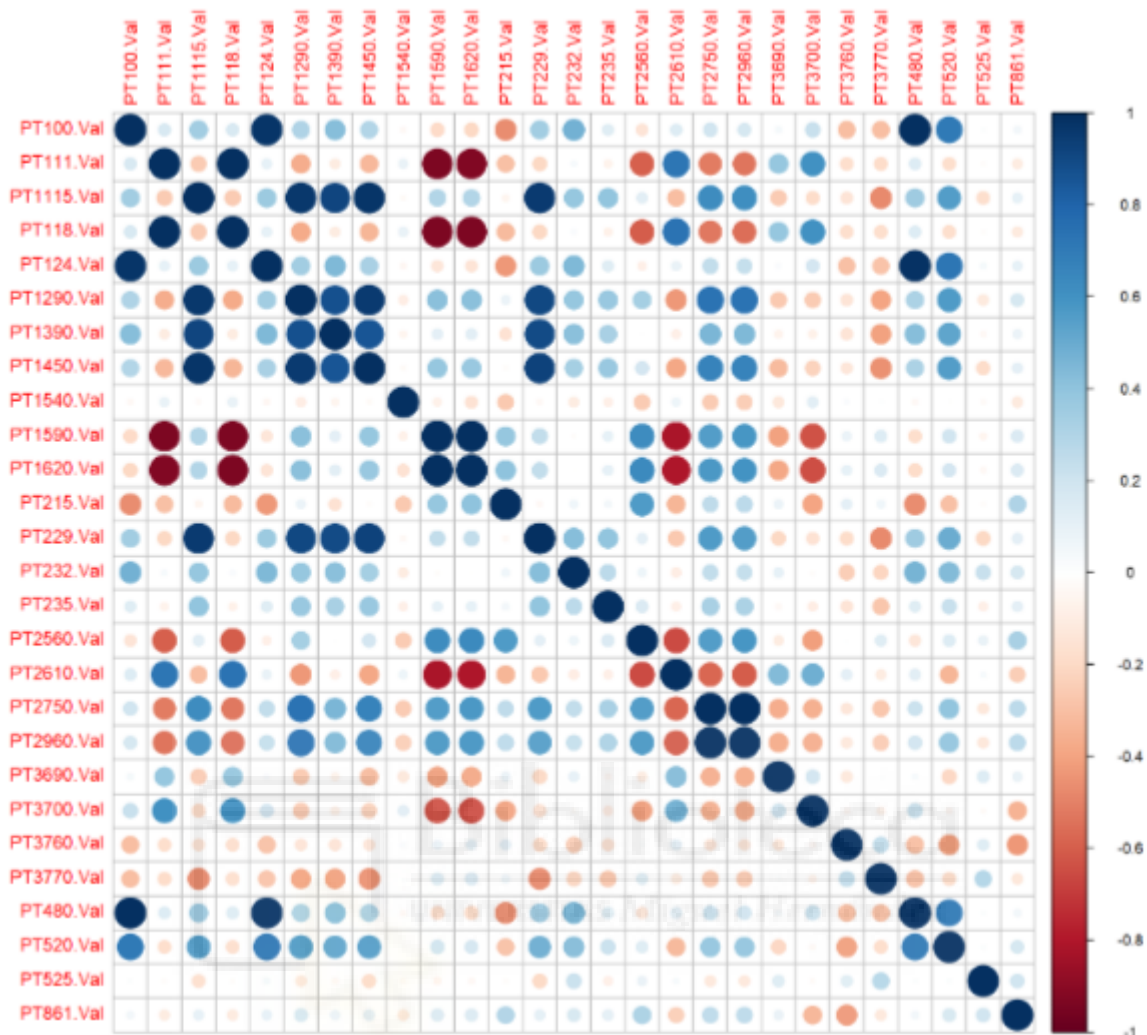 PT100.Val
PT111.Val
PT1115.Val
PT118.Val
PT124.Val
PT1290.Val
PT1390.Val
PT1450.Val
PT1540.Val
PT1590.Val
PT1620.Val
PT215.Val
PT229.Val
PT232.Val
PT235.Val
PT2560.Val
PT2610.Val
PT2750.Val
PT2960.Val
PT3690.Val
PT3700.Val
PT3760.Val
PT3770.Val
PT480.Val
PT520.Val
PT525.Val
PT861.Val
PT100.Val
PT111.Val
PT1115.Val
PT118.Val
PT124.Val
PT1290.Val
PT1390.Val
PT1450.Val
PT1540.Val
PT1590.Val
PT1620.Val
PT215.Val
PT229.Val
PT232.Val
PT235.Val
PT2560.Val
PT2610.Val
PT2750.Val
PT2960.Val
PT3690.Val
PT3700.Val
PT3760.Val
PT3770.Val
PT480.Val
PT520.Val
PT525.Val
PT861.Val
1
0.8
0.6
0.4
0.2
0
-0.2
-0.4
-0.6
-0.8
-1
Biblioteca